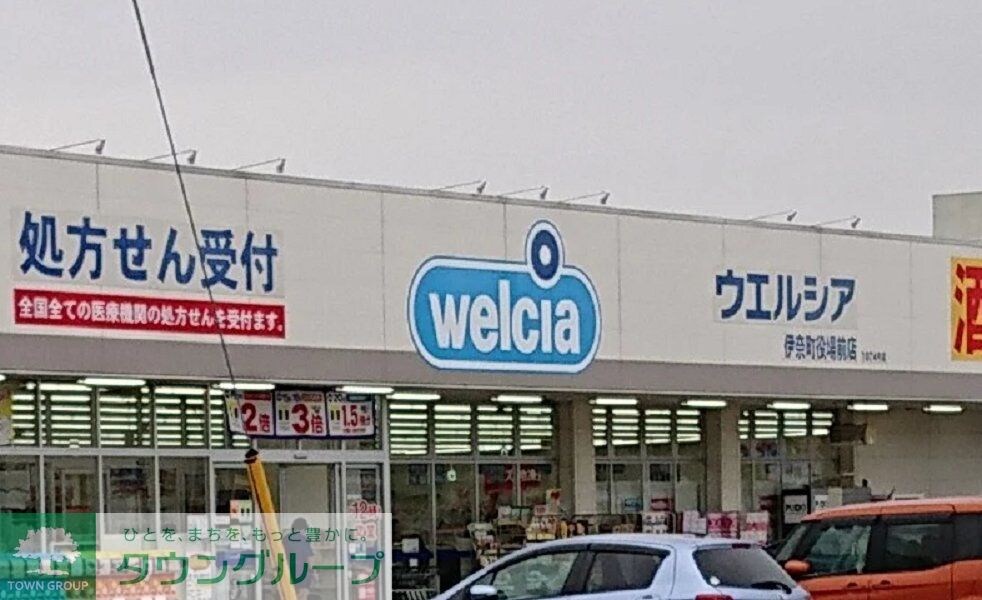 処方せん受付
全国全ての医療機関の処方せんを受付ます。
welcia
ウエルシア
伊奈町役場前店
酒
2倍
3倍
1.5倍
ひとを、まちを、もっと豊かに。
タウングループ
TOWN GROUP